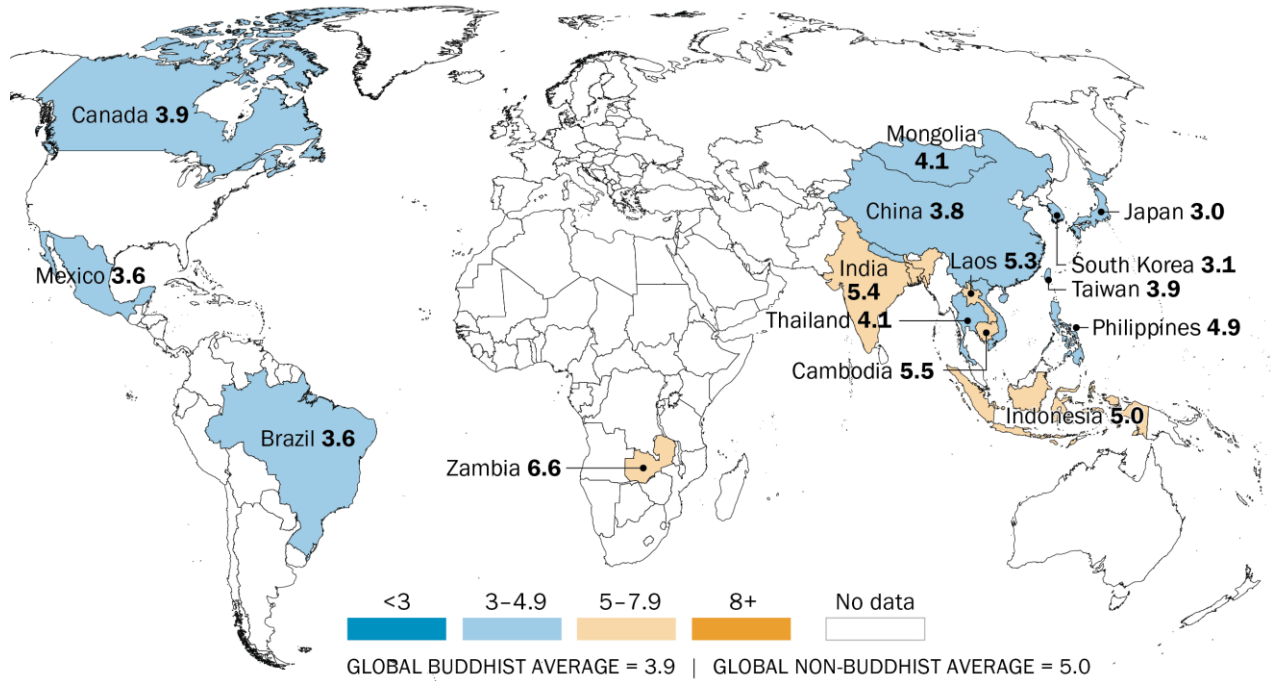 Canada 3.9
Mongolia
4.1
China 3.8
Japan 3.0
Mexico 3.6
India
5.4
Laos 5.3
South Korea 3.1
Taiwan 3.9
Thailand 4.1
Philippines 4.9
Cambodia 5.5
Indonesia 5.0
Brazil 3.6
Zambia 6.6
<3
3–4.9
5–7.9
8+
No data
GLOBAL BUDDHIST AVERAGE = 3.9 | GLOBAL NON-BUDDHIST AVERAGE = 5.0